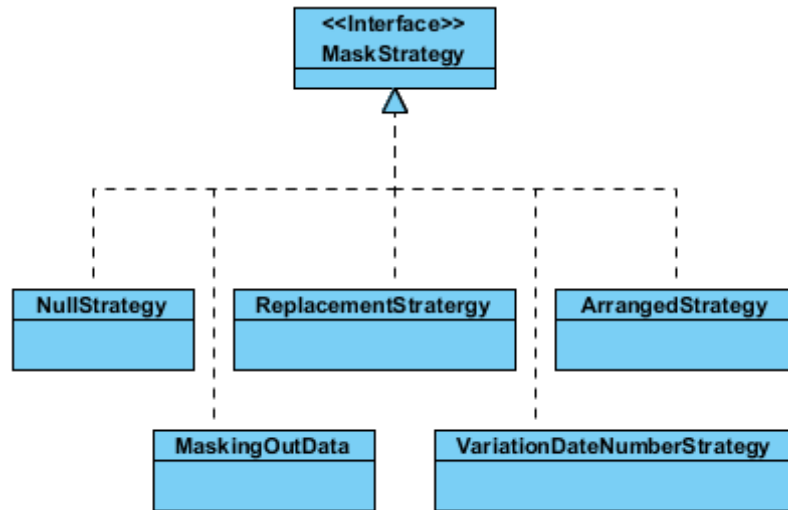 <<Interface>>
MaskStrategy
NullStrategy
ReplacementStratergy
ArrangedStrategy
MaskingOutData
VariationDateNumberStrategy